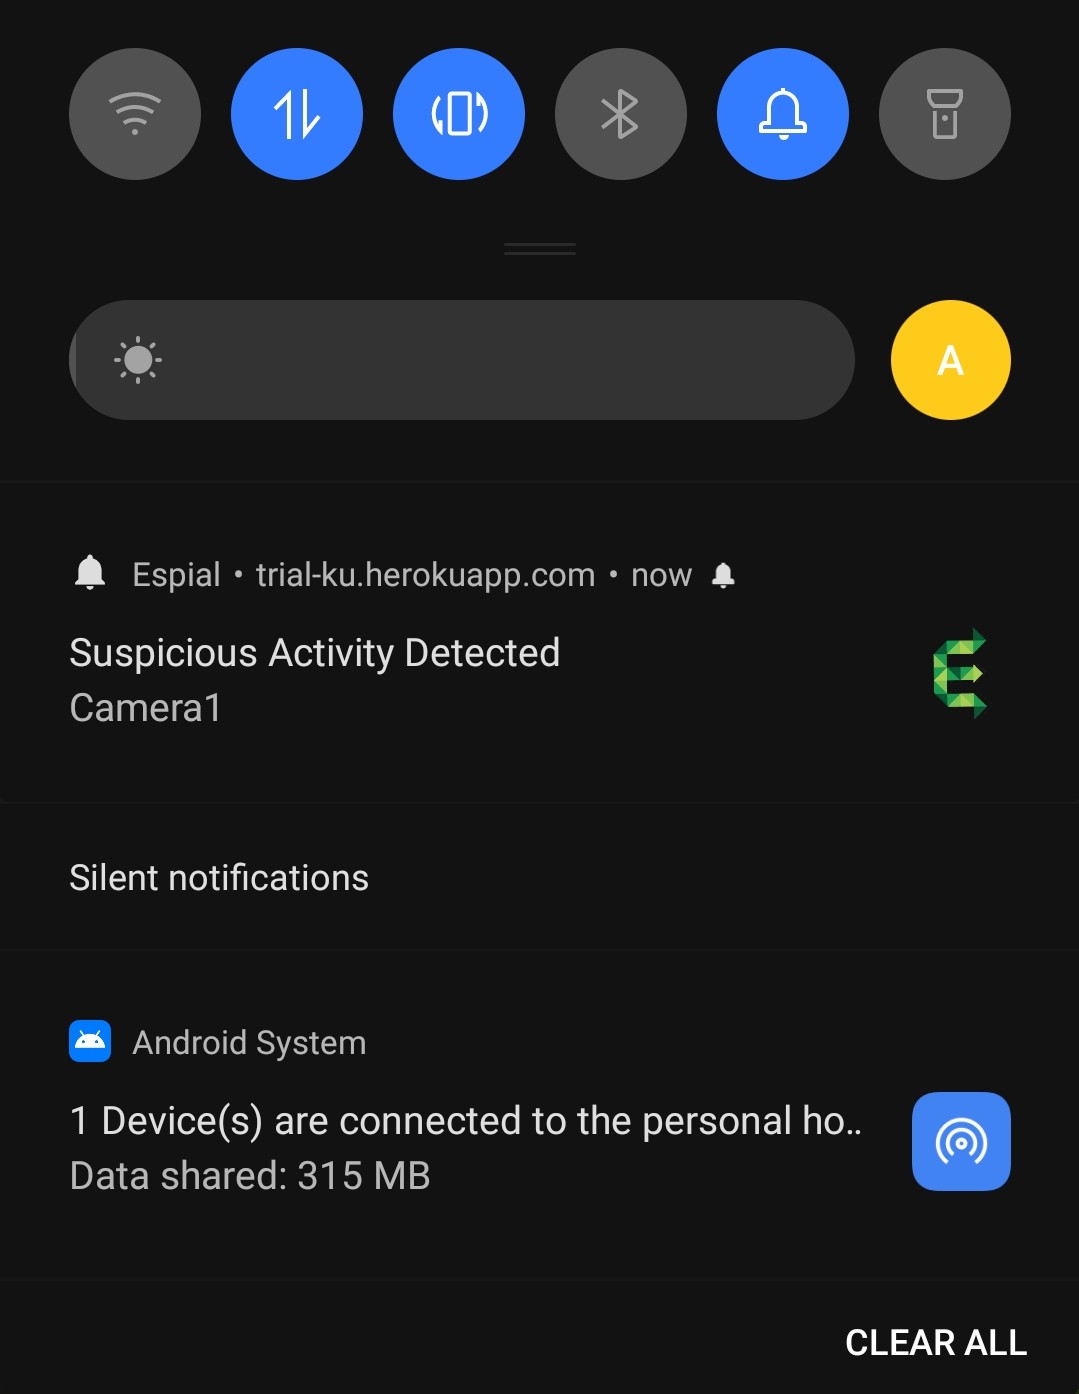 A
Espial • trial-ku.herokuapp.com • now
Suspicious Activity Detected
Camera1
Silent notifications
Android System
1 Device(s) are connected to the personal ho..
Data shared: 315 MB
CLEAR ALL